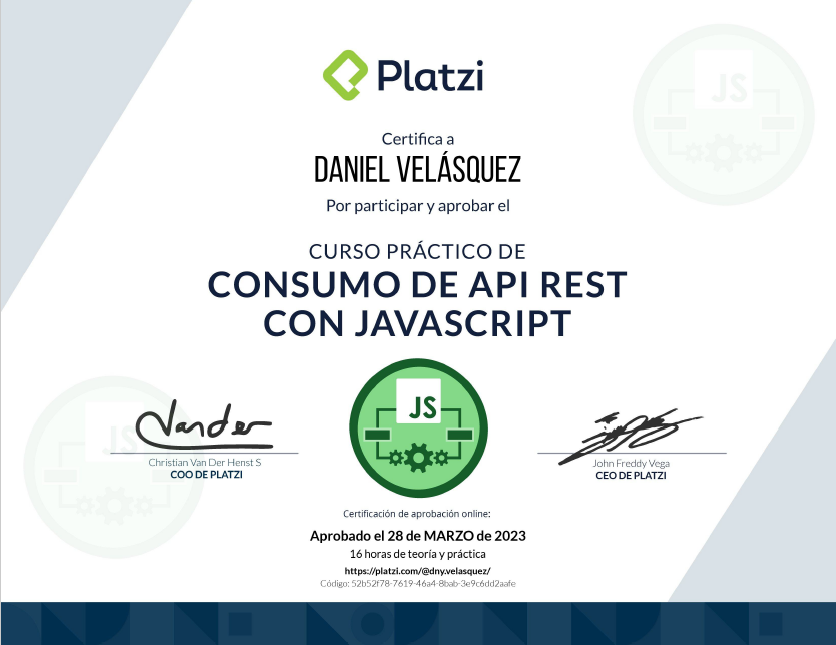 Platzi
Certifica a
DANIEL VELÁSQUEZ
Por participar y aprobar el
CURSO PRÁCTICO DE
CONSUMO DE API REST
CON JAVASCRIPT
JS
JS
JS
Vander
Christian Van Der Henst S
COO DE PLATZI
John Freddy Vega
CEO DE PLATZI
Certificación de aprobación online:
Aprobado el 28 de MARZO de 2023
16 horas de teoría y práctica
https://platzi.com/@dny.velasquez/
Código: 52b52f78-7619-46a4-8bab-3e9c6dd2aafe